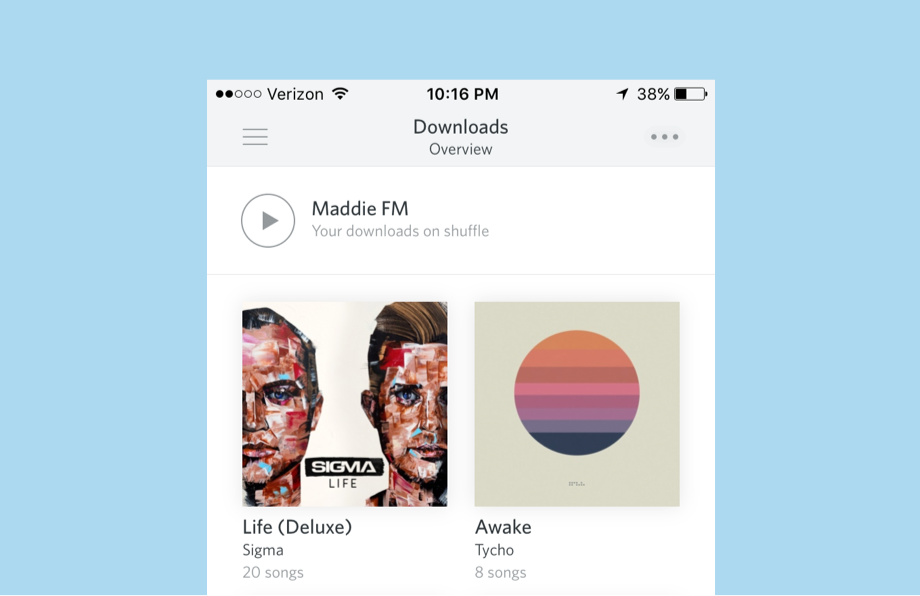 Verizon 10:16 PM 38%
Downloads
Overview
Maddie FM
Your downloads on shuffle
SIGMA
LIFE
Life (Deluxe)
Sigma
20 songs
Awake
Tycho
8 songs